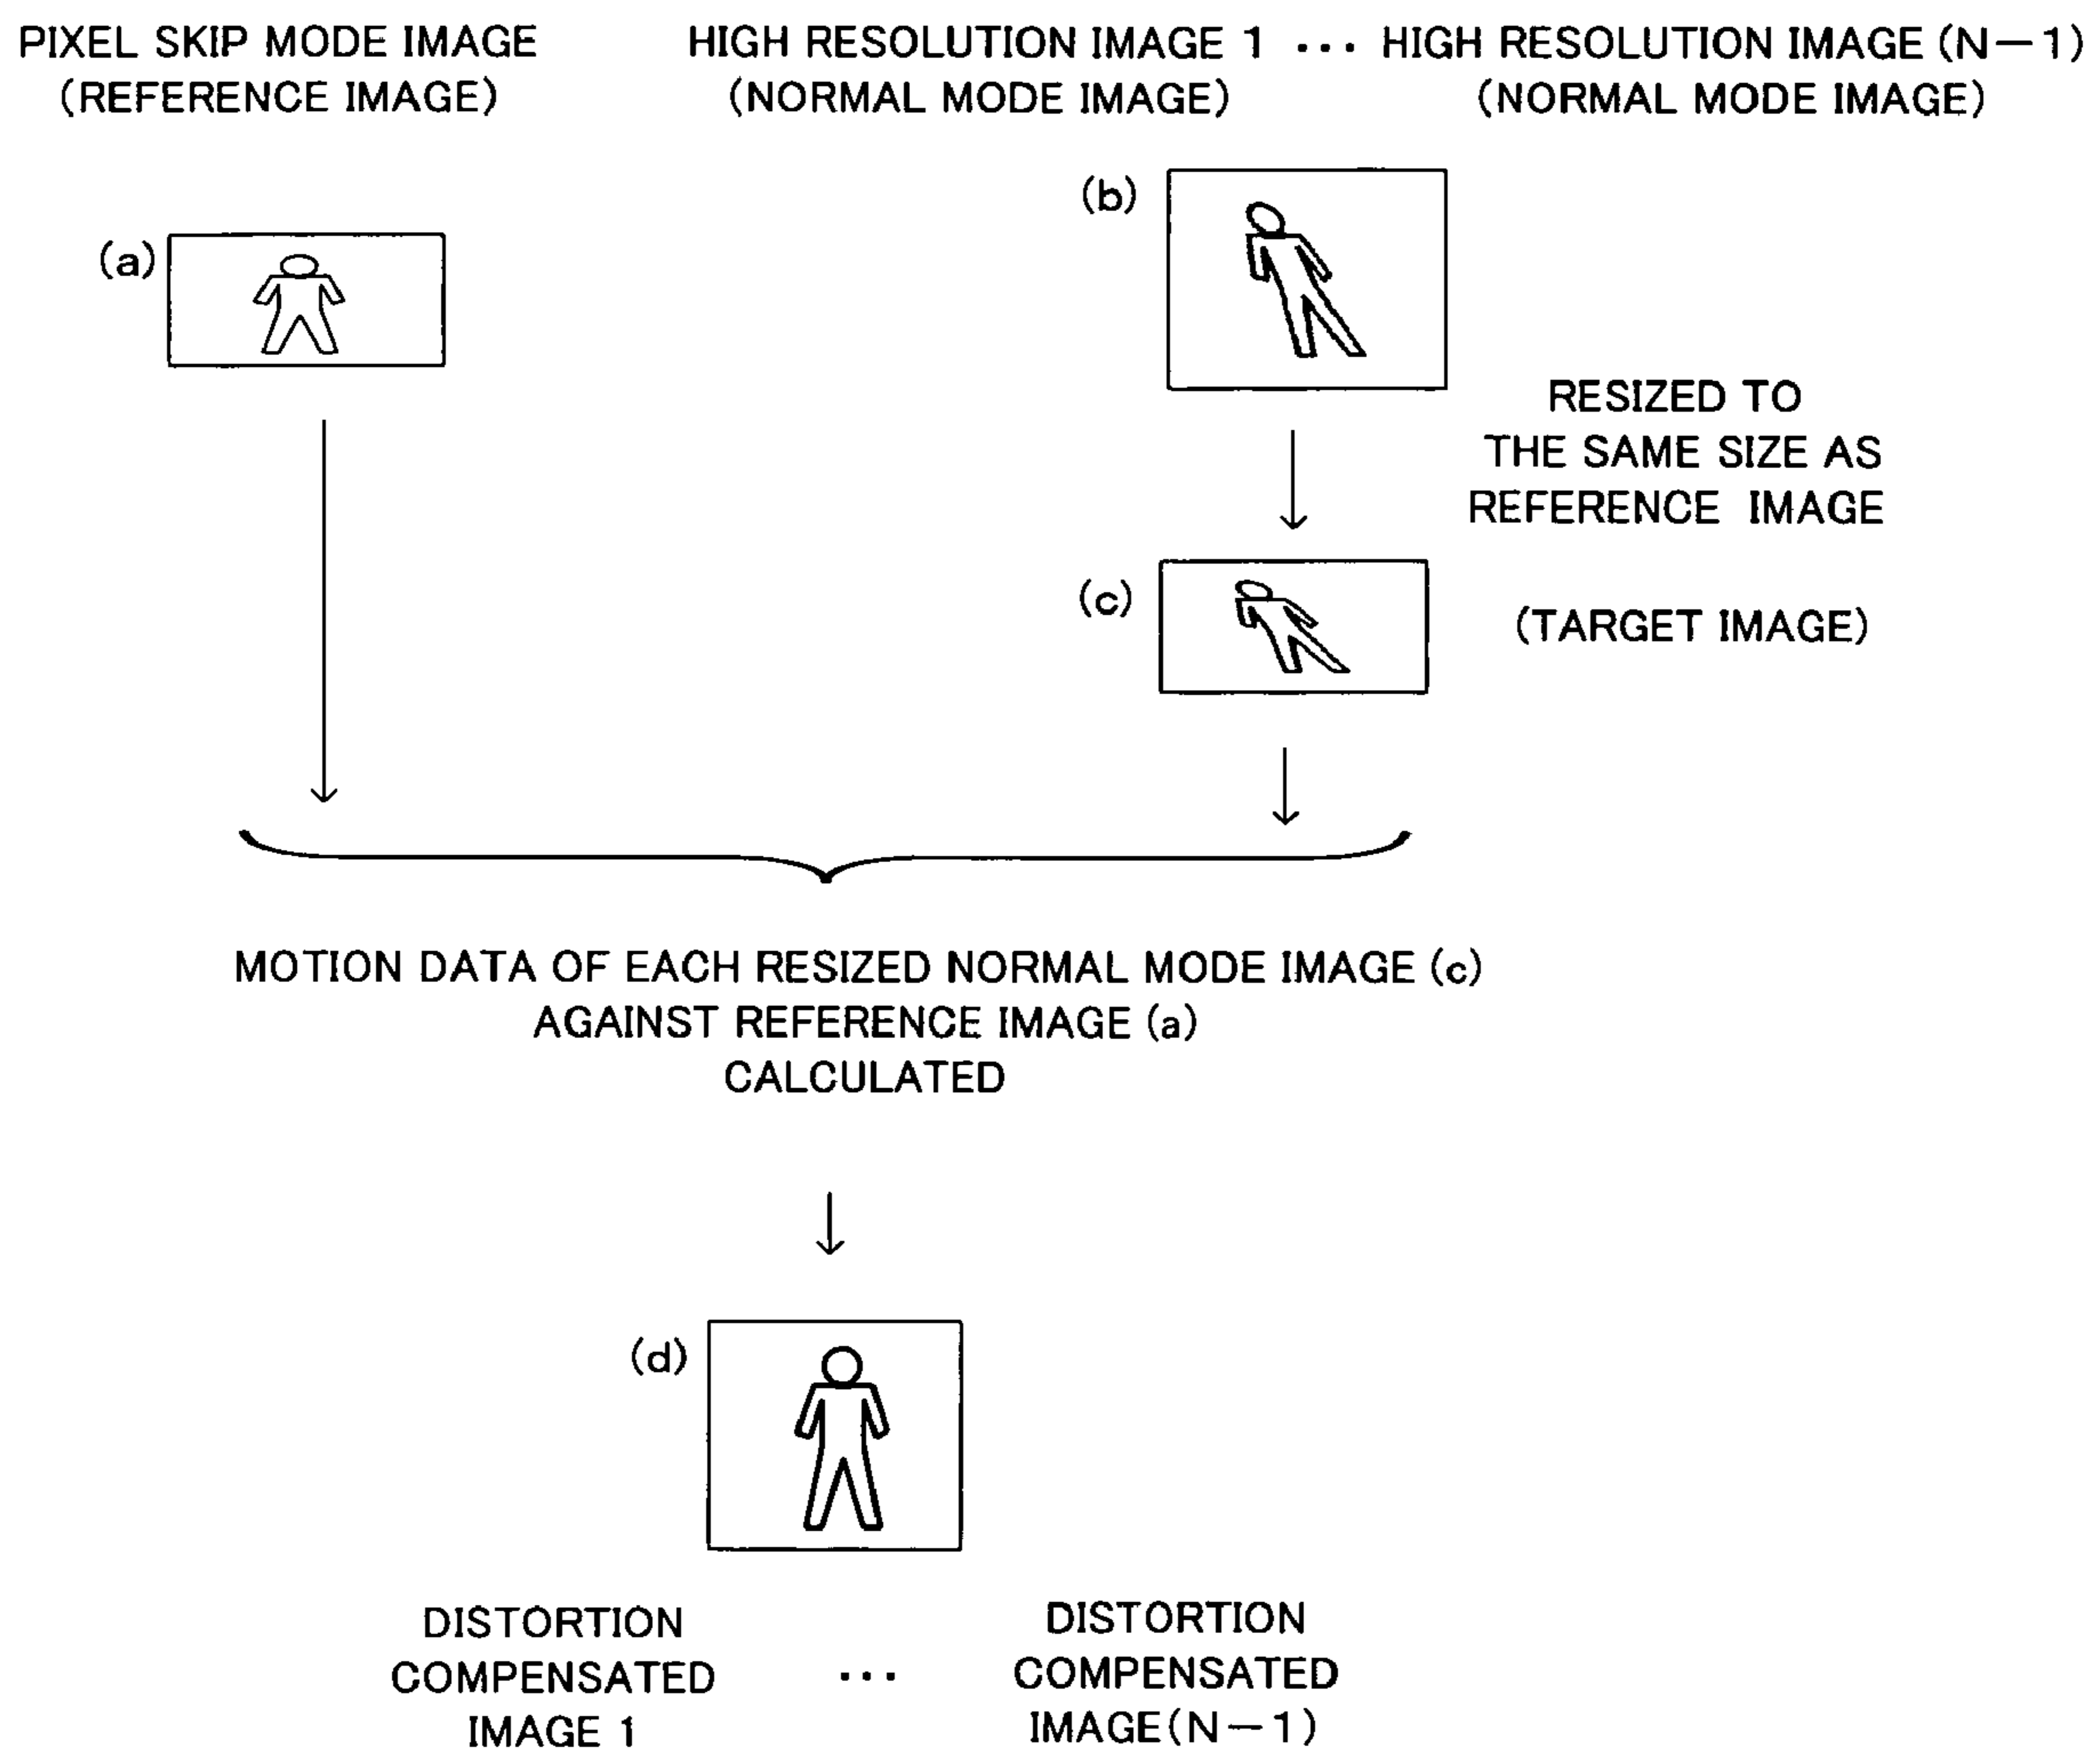 PIXEL SKIP MODE IMAGE
(REFERENCE IMAGE)
HIGH RESOLUTION IMAGE 1 ··· HIGH RESOLUTION IMAGE (N-1)
(NORMAL MODE IMAGE)
(NORMAL MODE IMAGE)
(a)
(b)
RESIZED TO
THE SAME SIZE AS
REFERENCE IMAGE
(c)
(TARGET IMAGE)
MOTION DATA OF EACH RESIZED NORMAL MODE IMAGE (c)
AGAINST REFERENCE IMAGE (a)
CALCULATED
(d)
DISTORTION
COMPENSATED
IMAGE 1
···
DISTORTION
COMPENSATED
IMAGE(N-1)